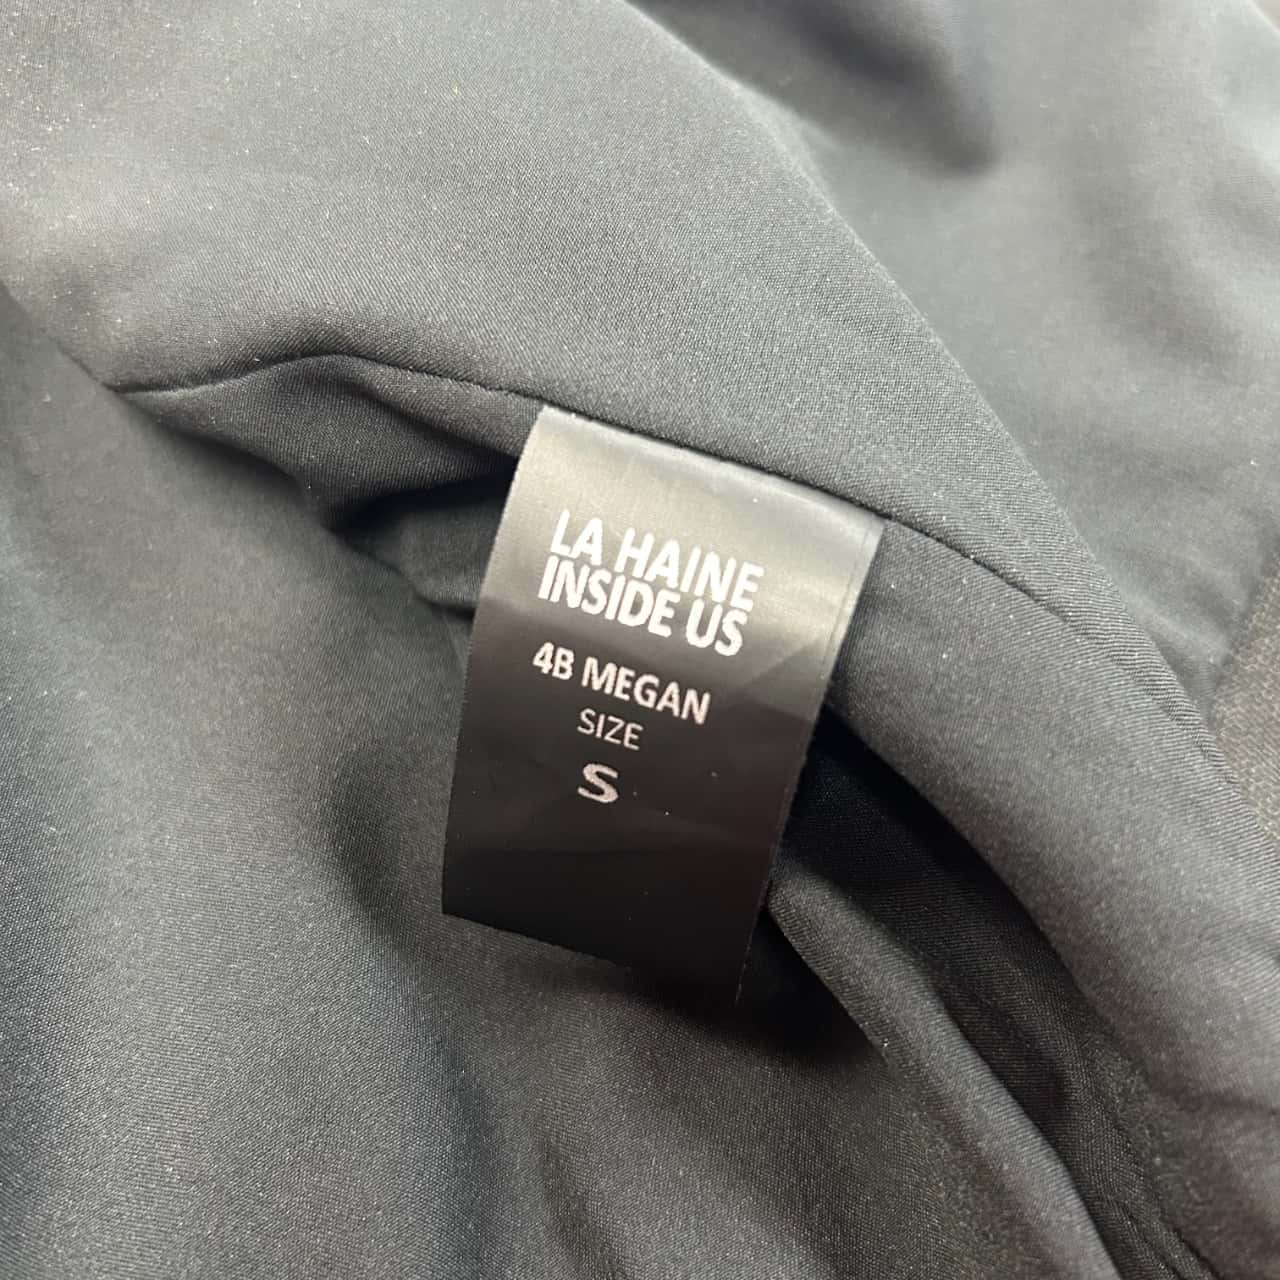 LA HAINE
INSIDE US
4B MEGAN
SIZE
S